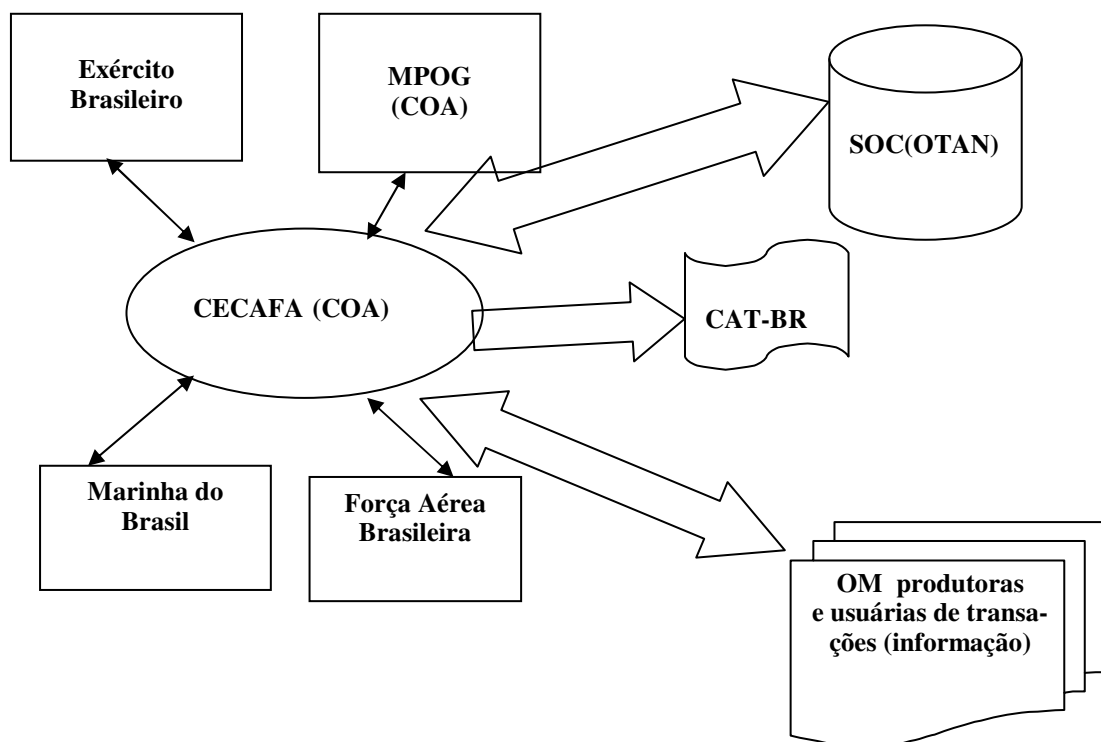 Exército
Brasileiro
MPOG
(COA)
SOC(OTAN)
CECAFA (COA)
CAT-BR
Marinha do
Brasil
Força Aérea
Brasileira
OM produtoras
e usuárias de transa-
ções (informação)